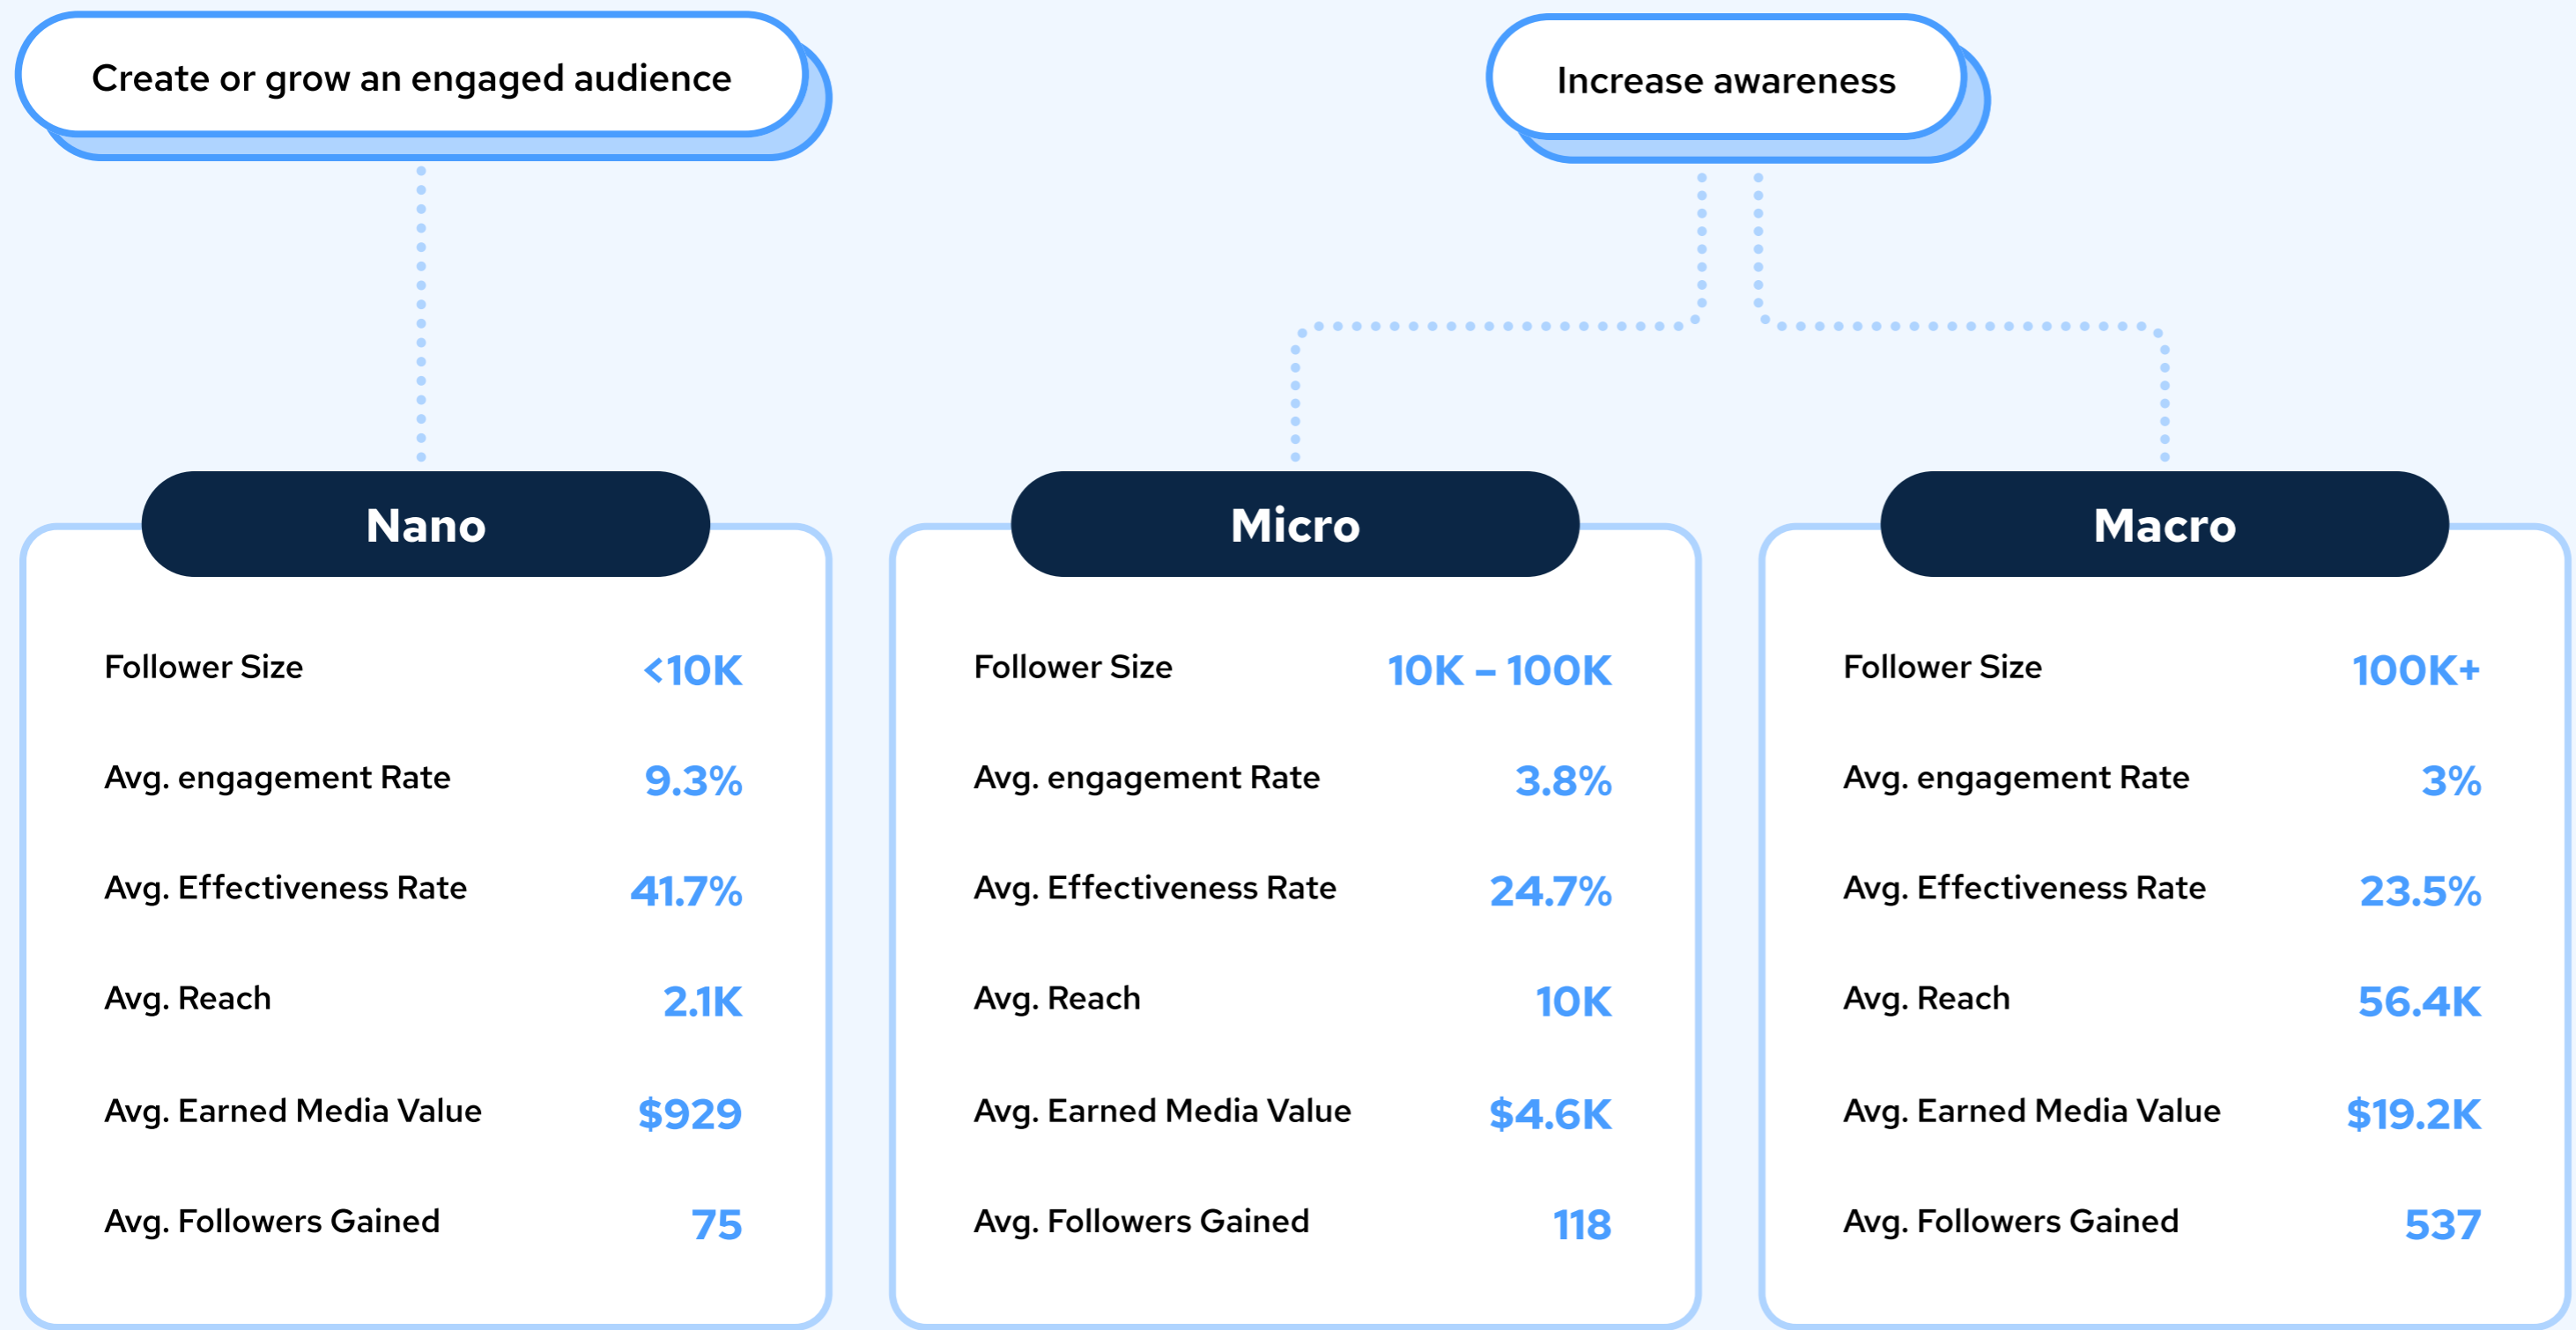 Create or grow an engaged audience
Increase awareness
Nano
Follower Size <10K
Avg. engagement Rate 9.3%
Avg. Effectiveness Rate 41.7%
Avg. Reach 2.1K
Avg. Earned Media Value $929
Avg. Followers Gained 75
Micro
Follower Size 10K – 100K
Avg. engagement Rate 3.8%
Avg. Effectiveness Rate 24.7%
Avg. Reach 10K
Avg. Earned Media Value $4.6K
Avg. Followers Gained 118
Macro
Follower Size 100K+
Avg. engagement Rate 3%
Avg. Effectiveness Rate 23.5%
Avg. Reach 56.4K
Avg. Earned Media Value $19.2K
Avg. Followers Gained 537